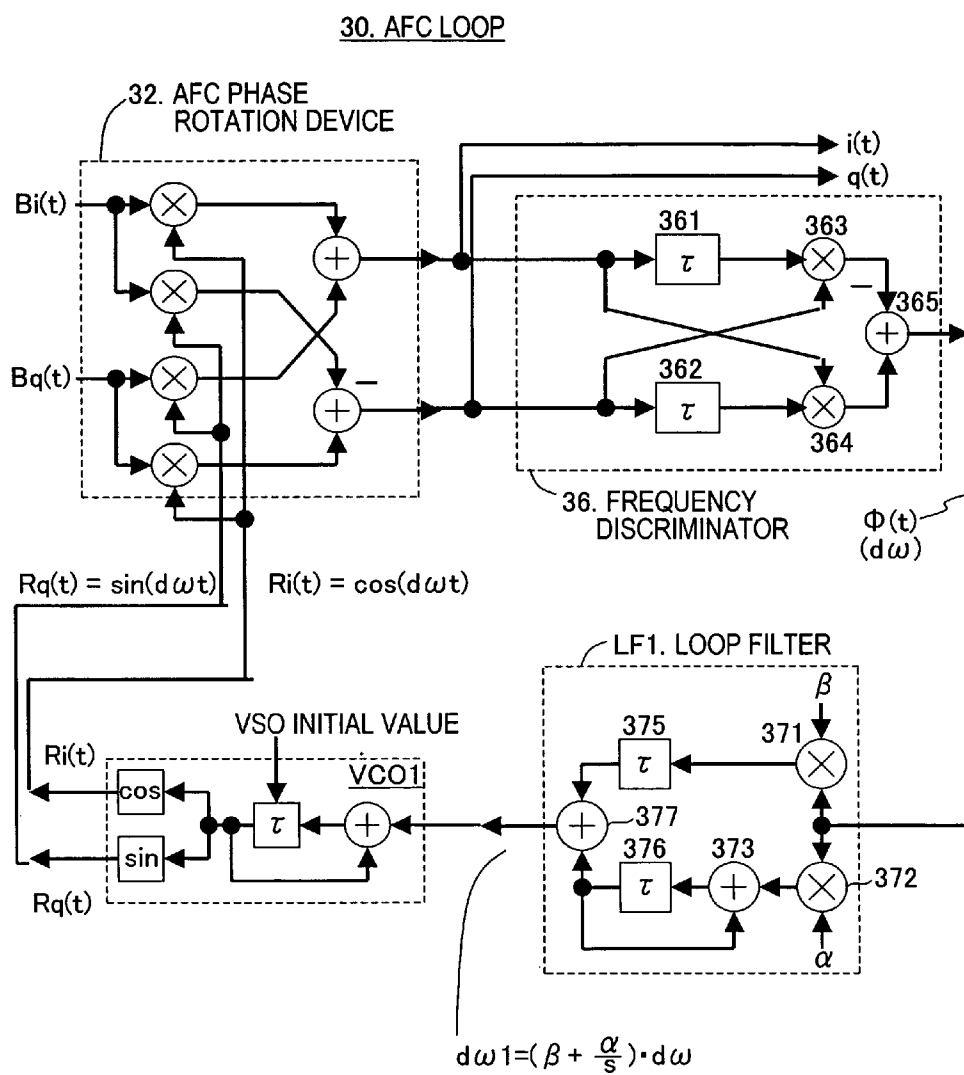 30. AFC LOOP
32. AFC PHASE
ROTATION DEVICE
Bi(t)
Bq(t)
i(t)
q(t)
361
τ
363
365
362
τ
364
36. FREQUENCY
DISCRIMINATOR
Φ(t)
(dω)
Rq(t) = sin(dωt)
Ri(t) = cos(dωt)
LF1. LOOP FILTER
β
375
371
τ
377
376
373
τ
372
α
VSO INITIAL VALUE
VCO1
Ri(t)
cos
τ
sin
Rq(t)
dω1=(β + α/s)·dω